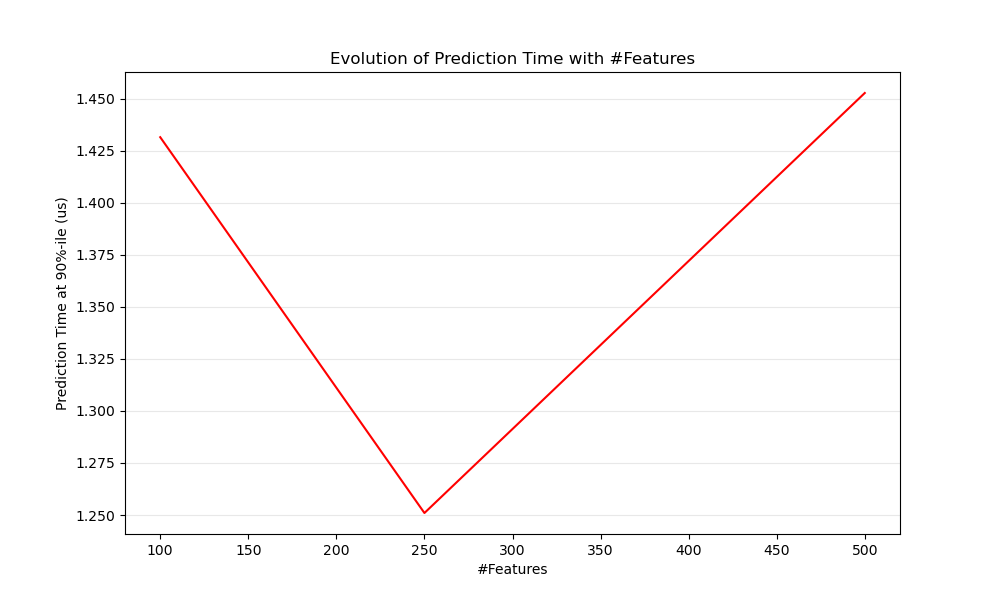 Evolution of Prediction Time with #Features
Prediction Time at 90%-ile (us)
1.450
1.425
1.400
1.375
1.350
1.325
1.300
1.275
1.250
100 150 200 250 300 350 400 450 500
#Features